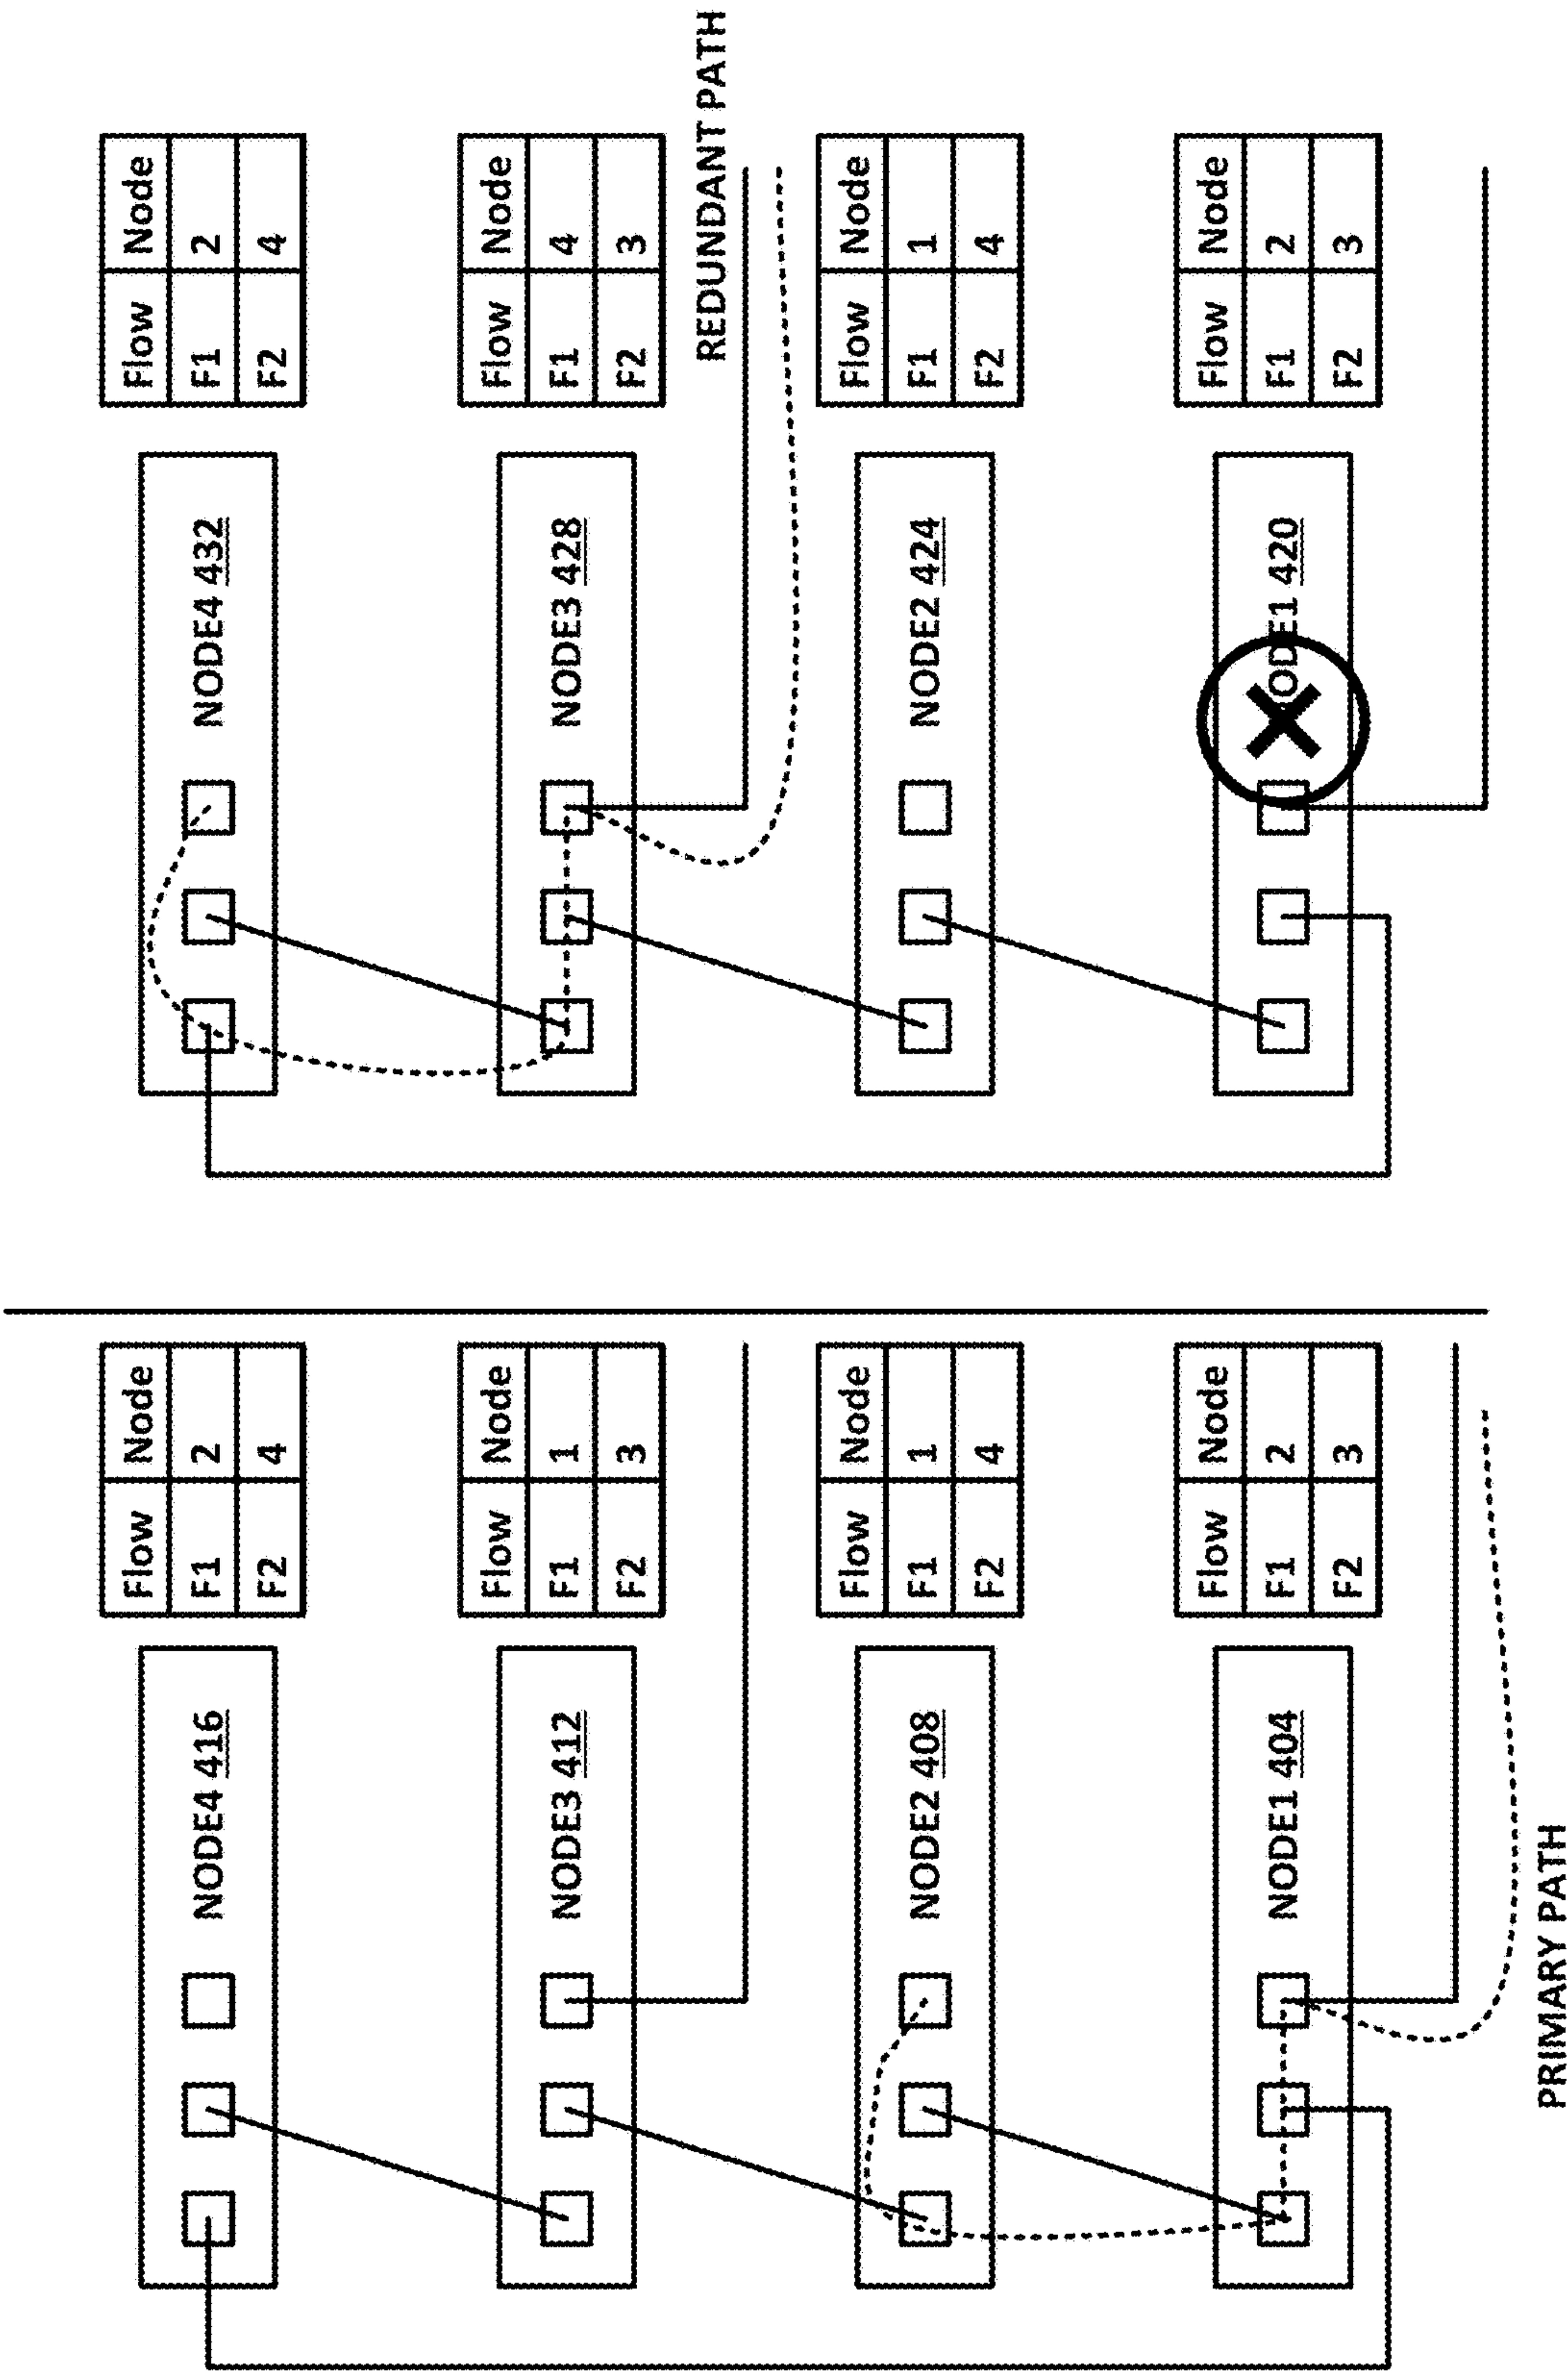 NODE4 416
Flow Node
F1 2
F2 4
NODE3 412
Flow Node
F1 1
F2 3
NODE2 408
Flow Node
F1 1
F2 4
NODE1 404
Flow Node
F1 2
F2 3
PRIMARY PATH
NODE4 432
Flow Node
F1 2
F2 4
NODE3 428
Flow Node
F1 4
F2 3
REDUNDANT PATH
NODE2 424
Flow Node
F1 1
F2 4
NODE1 420
Flow Node
F1 2
F2 3